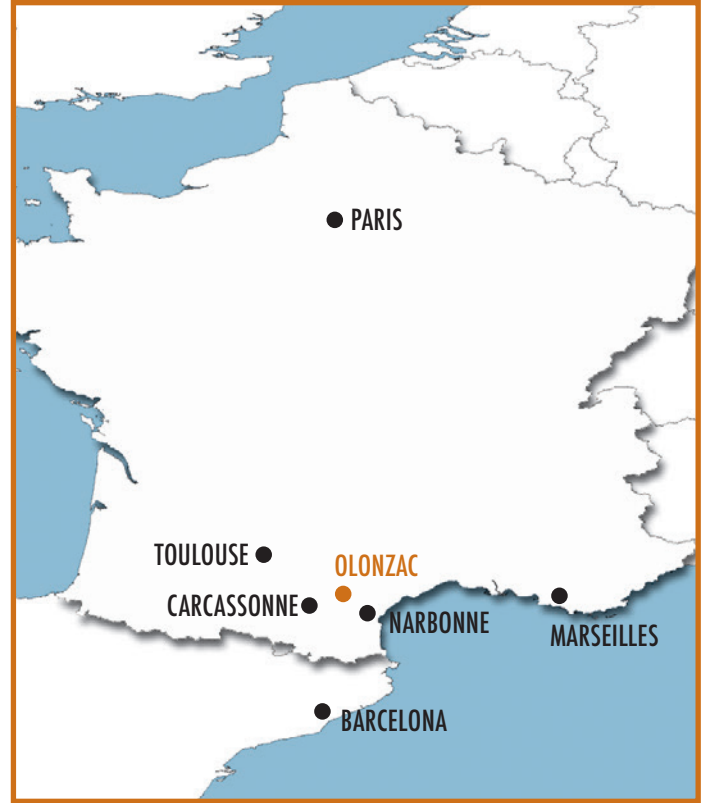 PARIS
TOULOUSE
OLONZAC
CARCASSONNE
NARBONNE
MARSEILLES
BARCELONA